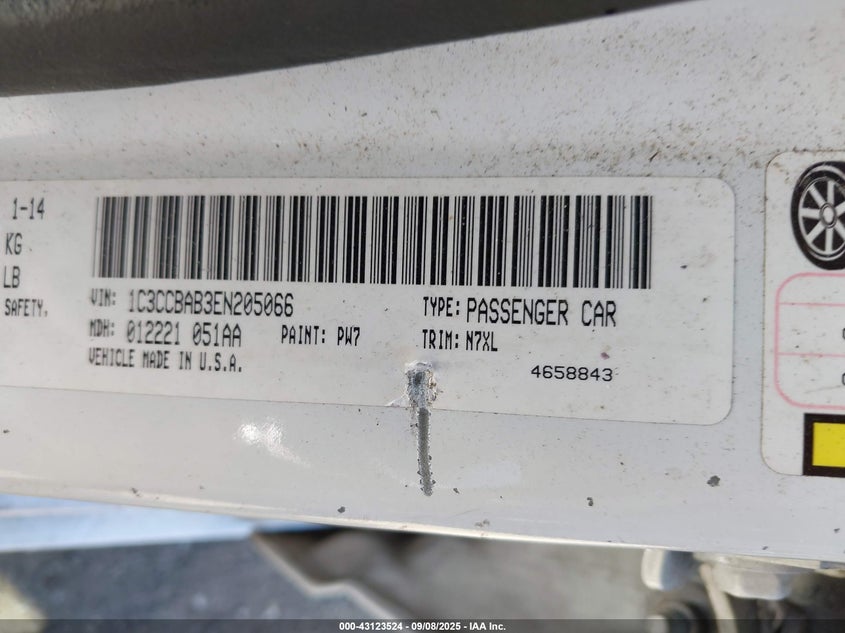 1-14
KG
LB
SAFETY,
VIN: 1C3CCBAB3EN205066 TYPE: PASSENGER CAR
MDH: 012221 051AA PAINT: PW7 TRIM: N7XL
VEHICLE MADE IN U.S.A.
4658843
000-43123524 | 09/08/2025 - IAA Inc.